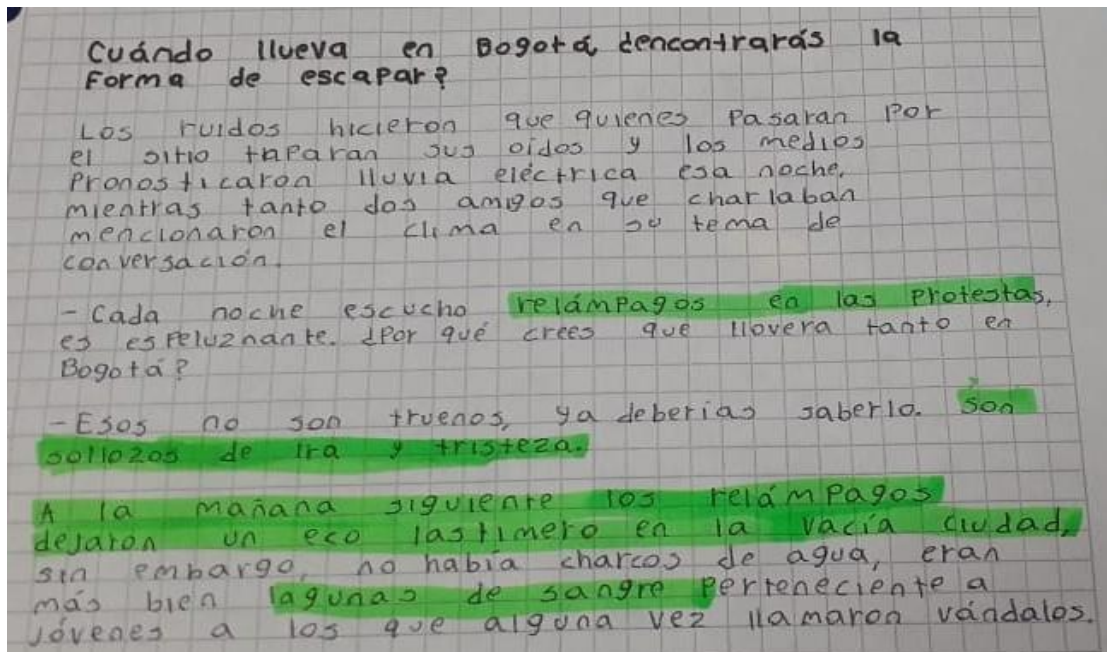 Cuándo llueva en Bogotá ¿encontrarás la
forma de escapar?
Los ruidos hicieron que quienes pasaran por
el sitio taparan sus oídos y los medios
pronosticaron lluvia eléctrica esa noche,
mientras tanto dos amigos que charlaban
mencionaron el clima en su tema de
conversación.
- Cada noche escucho relámpagos en las protestas,
es espeluznante. ¿Por qué crees que llovera tanto en
Bogotá?
- Esos no son truenos, ya deberias saberlo. Son
sollozos de ira y tristeza.
A la mañana siguiente los relámpagos
dejaron un eco lastimero en la vacía ciudad,
sin embargo, no había charcos de agua, eran
más bien lagunas de sangre perteneciente a
jóvenes a los que alguna vez llamaron vándalos.